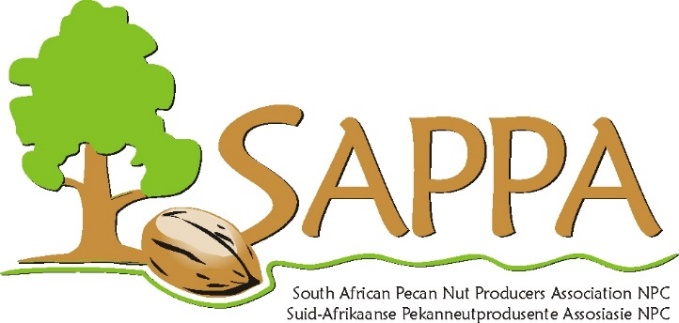 SAPPA
South African Pecan Nut Producers Association NPC
Suid-Afrikaanse Pekanneutprodusente Assosiasie NPC